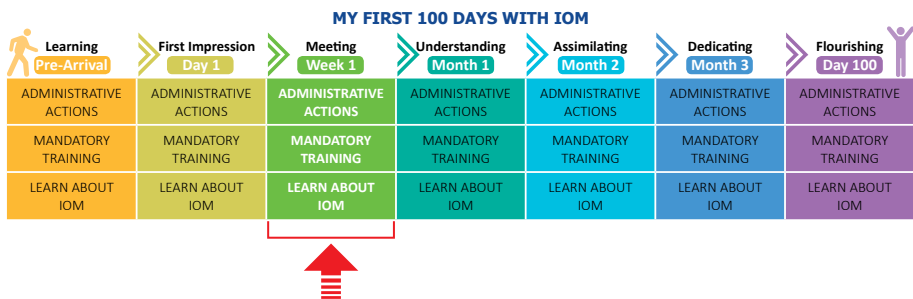 MY FIRST 100 DAYS WITH IOM
Learning
Pre-Arrival
First Impression
Day 1
Meeting
Week 1
Understanding
Month 1
Assimilating
Month 2
Dedicating
Month 3
Flourishing
Day 100
ADMINISTRATIVE
ACTIONS
ADMINISTRATIVE
ACTIONS
ADMINISTRATIVE
ACTIONS
ADMINISTRATIVE
ACTIONS
ADMINISTRATIVE
ACTIONS
ADMINISTRATIVE
ACTIONS
ADMINISTRATIVE
ACTIONS
MANDATORY
TRAINING
MANDATORY
TRAINING
MANDATORY
TRAINING
MANDATORY
TRAINING
MANDATORY
TRAINING
MANDATORY
TRAINING
MANDATORY
TRAINING
LEARN ABOUT
IOM
LEARN ABOUT
IOM
LEARN ABOUT
IOM
LEARN ABOUT
IOM
LEARN ABOUT
IOM
LEARN ABOUT
IOM
LEARN ABOUT
IOM